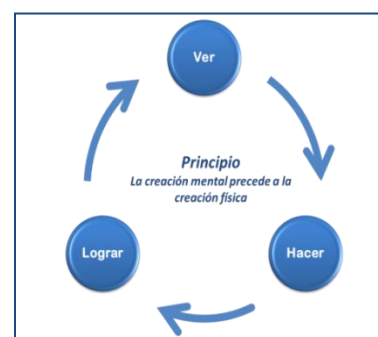 Ver
Principio
La creación mental precede a la
creación física
Lograr
Hacer